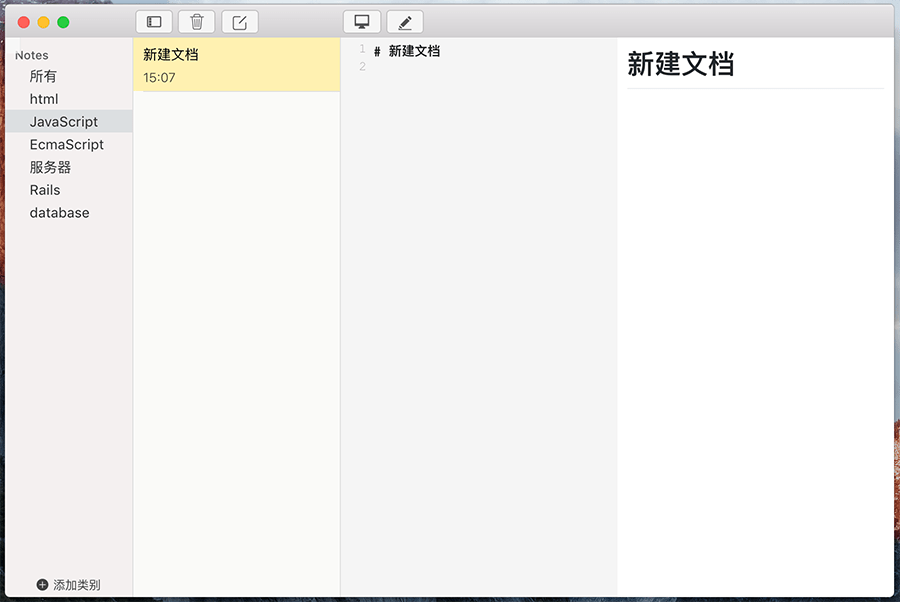 Notes
所有
html
JavaScript
EcmaScript
服务器
Rails
database
添加类别
新建文档
15:07
1 # 新建文档
2
新建文档